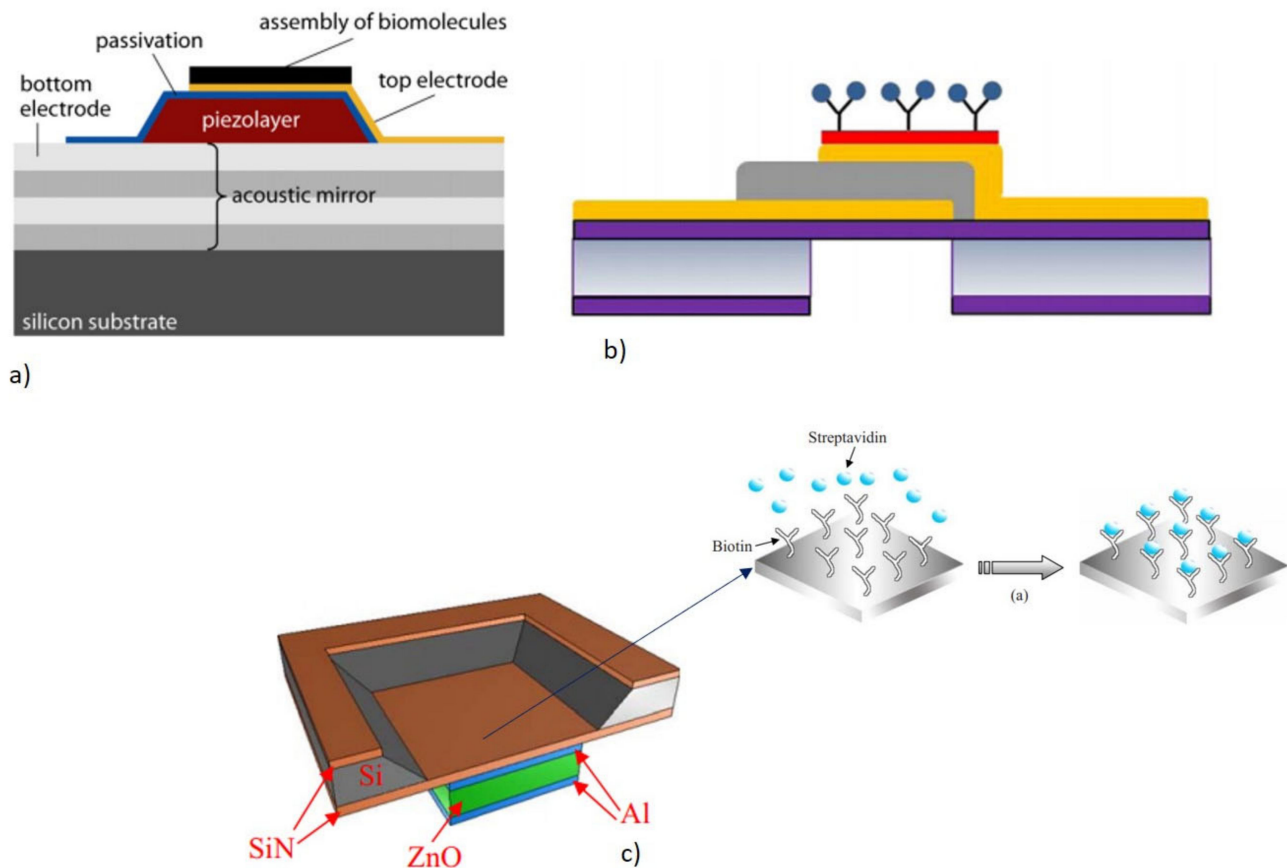 assembly of biomolecules
passivation
bottom
electrode
top electrode
piezolayer
acoustic mirror
silicon substrate
a)
b)
Streptavidin
Biotin
(a)
Si
SiN
ZnO
Al
c)